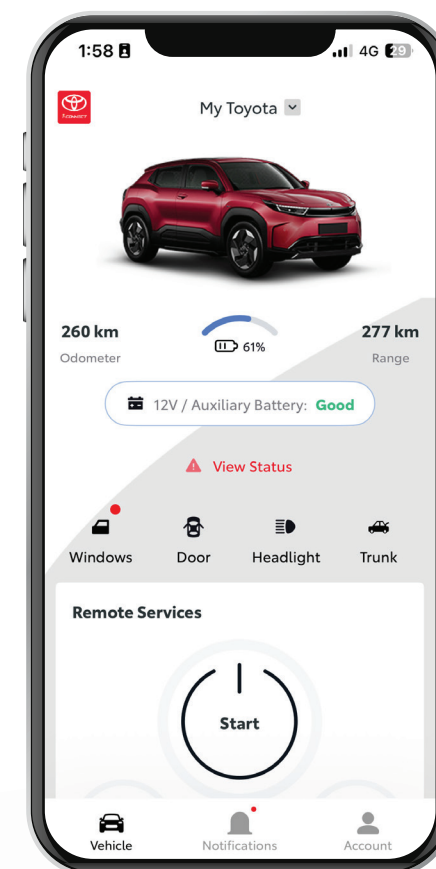 1:58 4G 29
My Toyota
260 km 61% 277 km
Odometer Range
12V / Auxiliary Battery: Good
View Status
Windows Door Headlight Trunk
Remote Services
Start
Vehicle Notifications Account